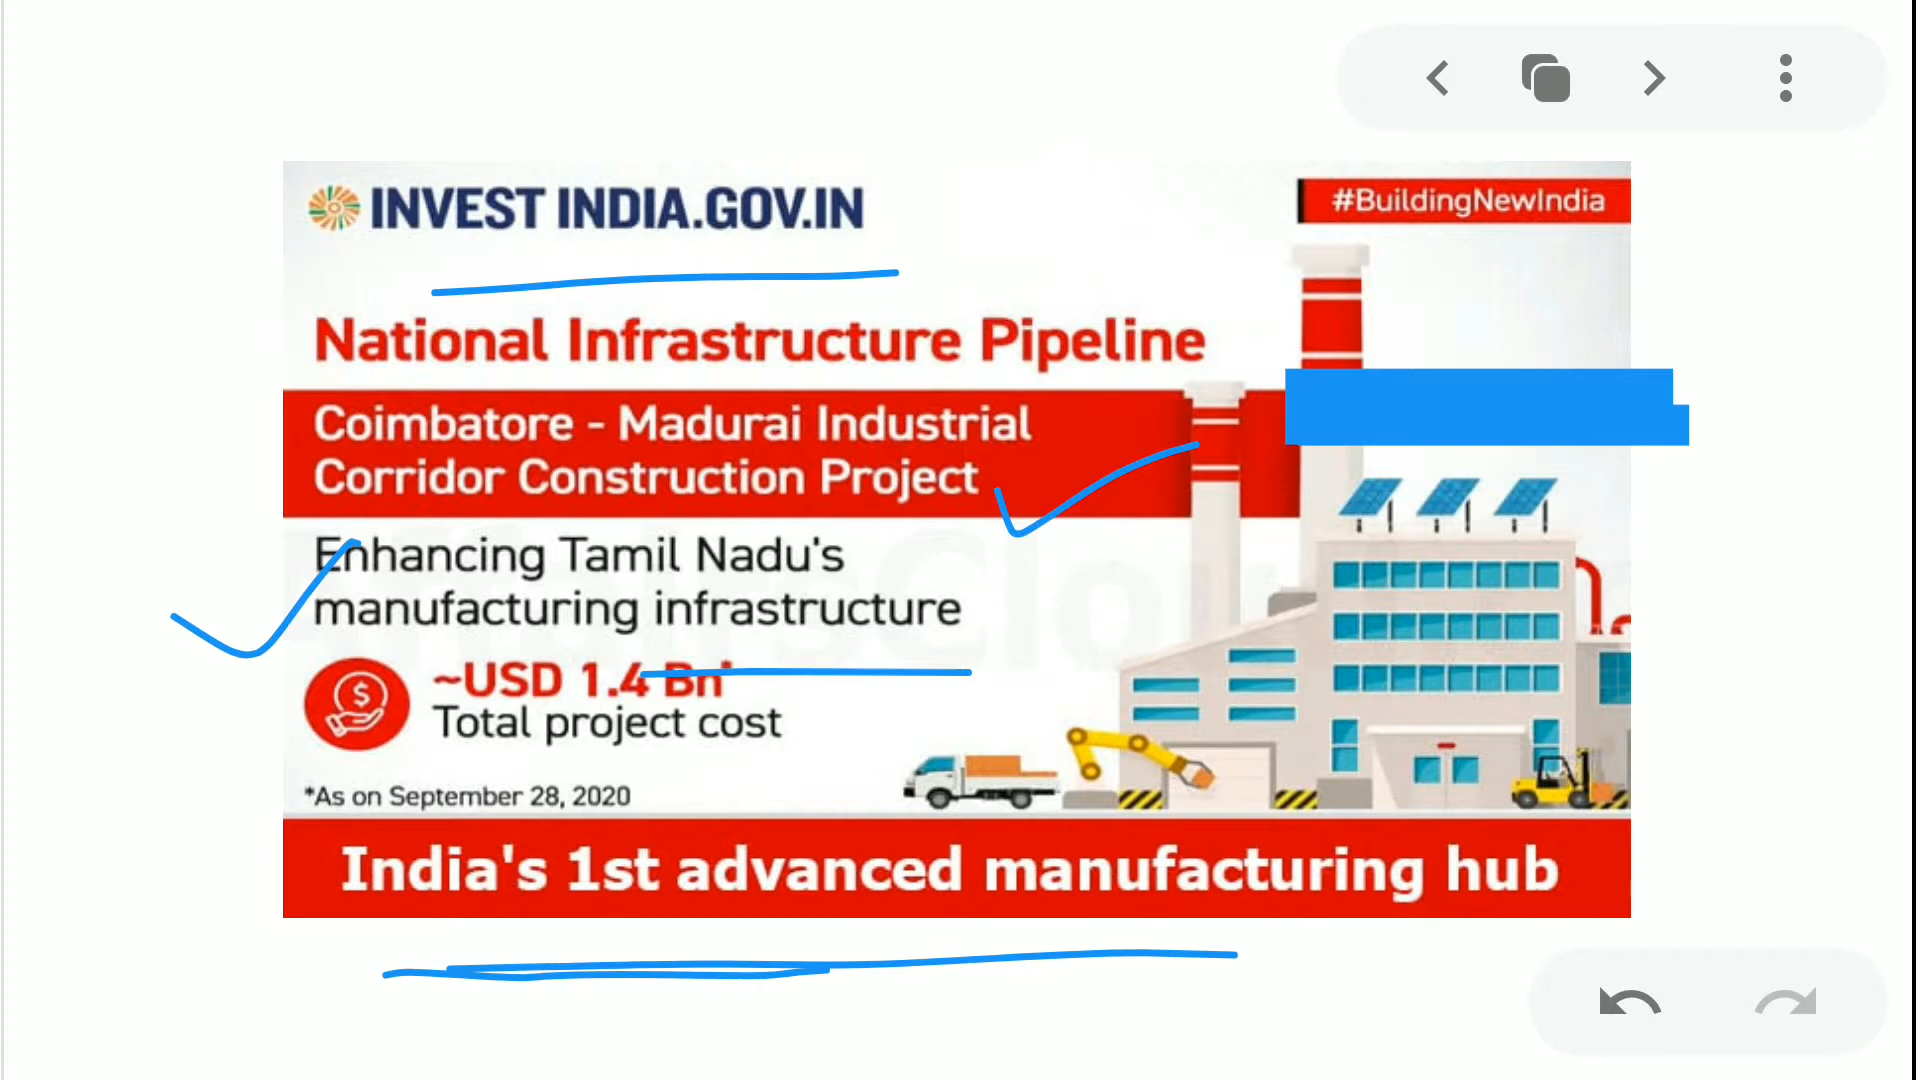 INVEST INDIA.GOV.IN
#BuildingNewIndia
National Infrastructure Pipeline
Coimbatore - Madurai Industrial
Corridor Construction Project
Enhancing Tamil Nadu's
manufacturing infrastructure
~USD 1.4 Bn
Total project cost
*As on September 28, 2020
India's 1st advanced manufacturing hub